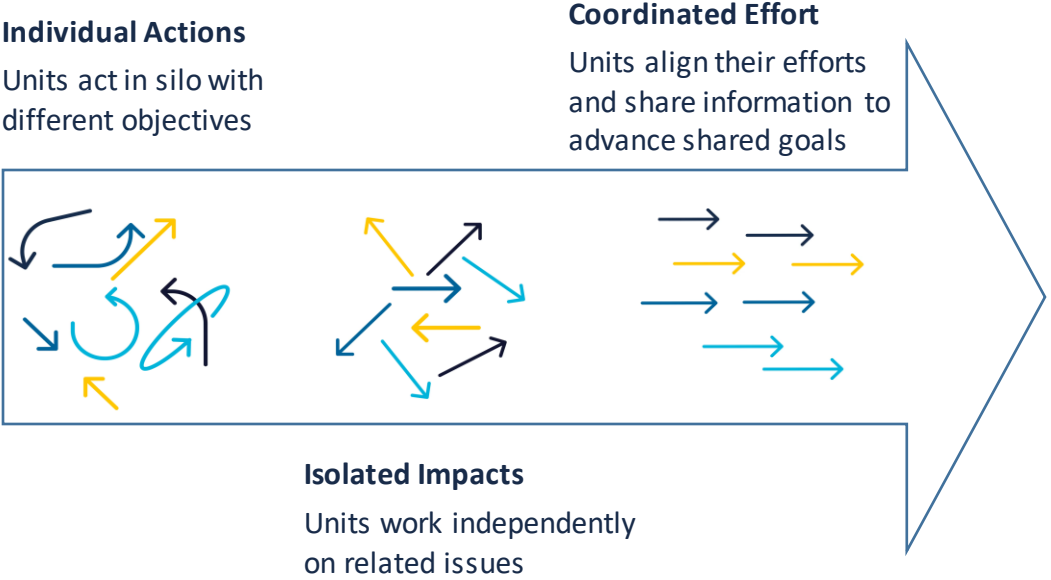 Individual Actions
Units act in silo with
different objectives
Coordinated Effort
Units align their efforts
and share information to
advance shared goals
Isolated Impacts
Units work independently
on related issues